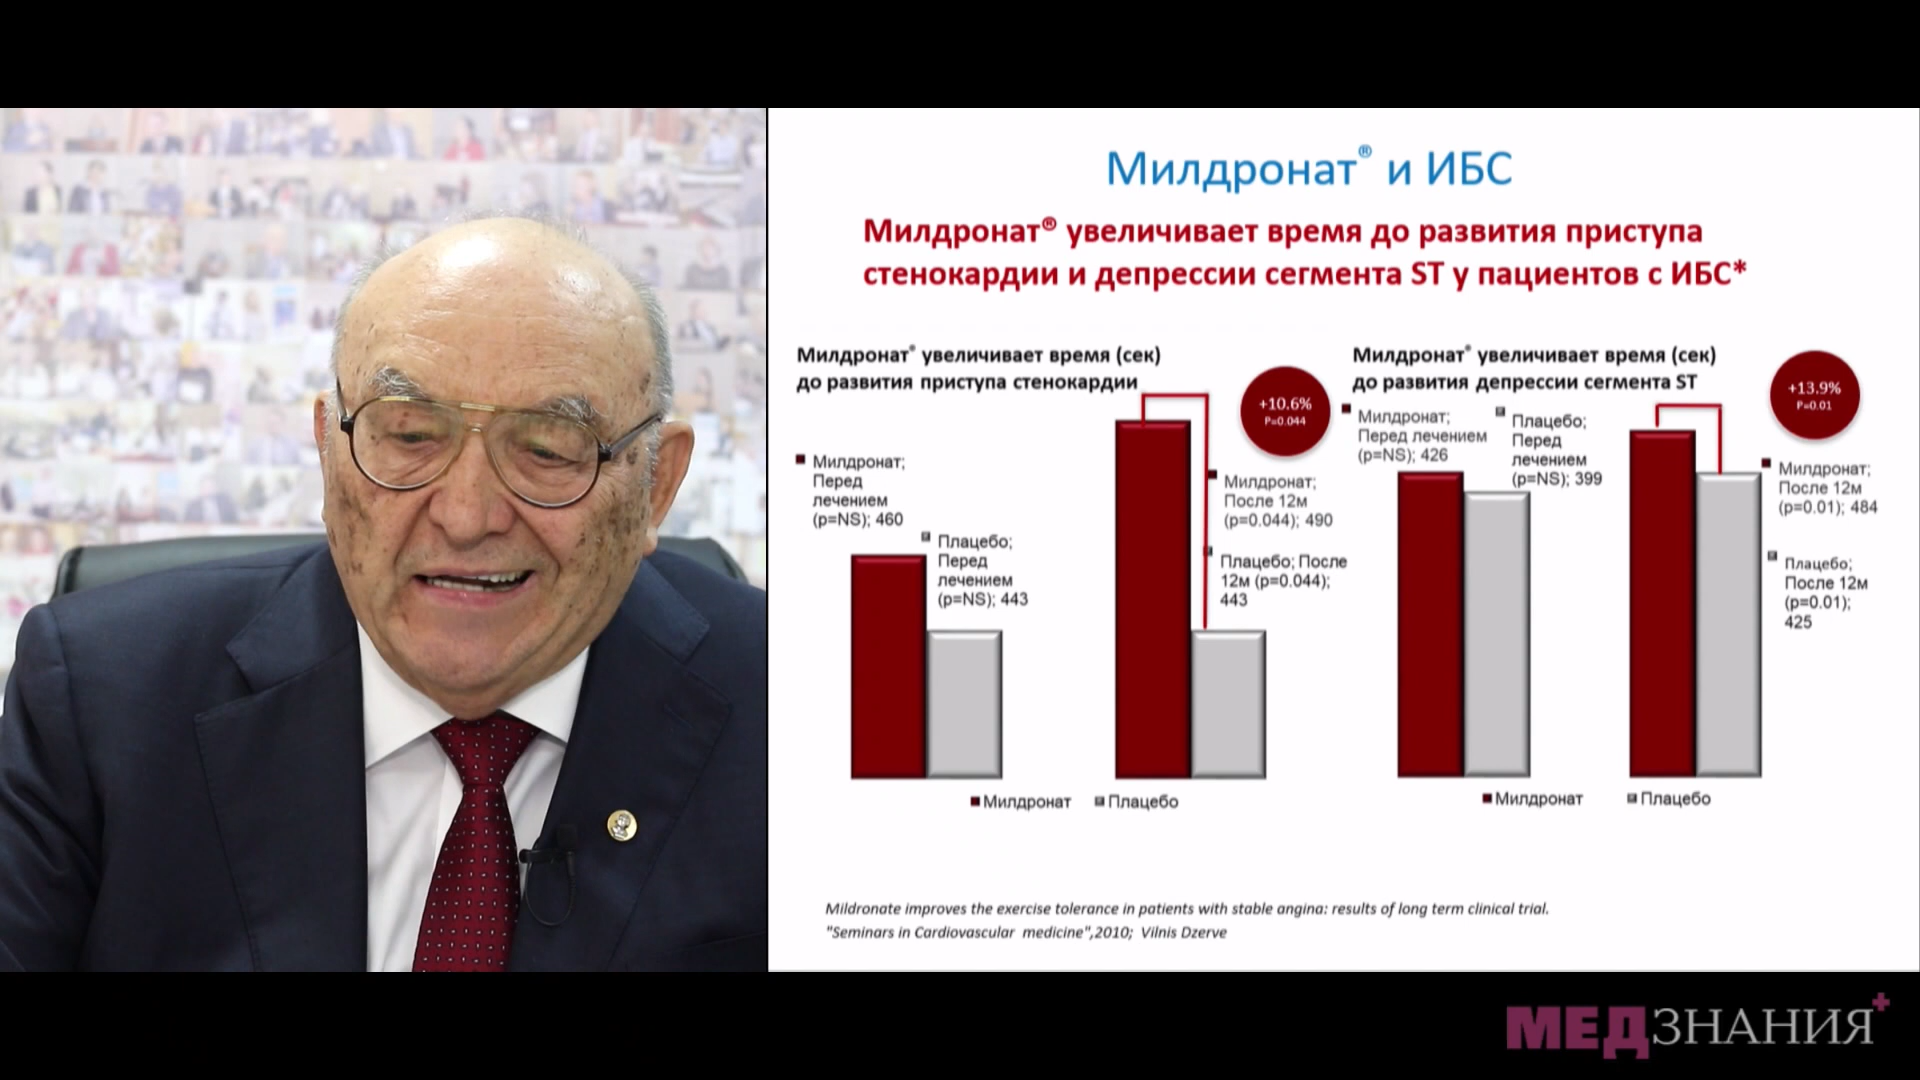 Милдронат® и ИБС
Милдронат® увеличивает время до развития приступа
стенокардии и депрессии сегмента ST у пациентов с ИБС*
Милдронат® увеличивает время (сек)
до развития приступа стенокардии
+10.6%
P=0.044
Милдронат;
Перед
лечением
(p=NS); 460
Плацебо;
Перед
лечением
(p=NS); 443
Милдронат;
После 12м
(p=0.044); 490
Плацебо; После
12м (p=0.044);
443
Милдронат
Плацебо
Милдронат® увеличивает время (сек)
до развития депрессии сегмента ST
+13.9%
P=0.01
Милдронат;
Перед лечением
(p=NS); 426
Плацебо;
Перед
лечением
(p=NS); 399
Милдронат;
После 12м
(p=0.01); 484
Плацебо;
После 12м
(p=0.01);
425
Милдронат
Плацебо
Mildronate improves the exercise tolerance in patients with stable angina: results of long term clinical trial.
"Seminars in Cardiovascular medicine",2010; Vilnis Dzerve
МЕДЗНАНИЯ+